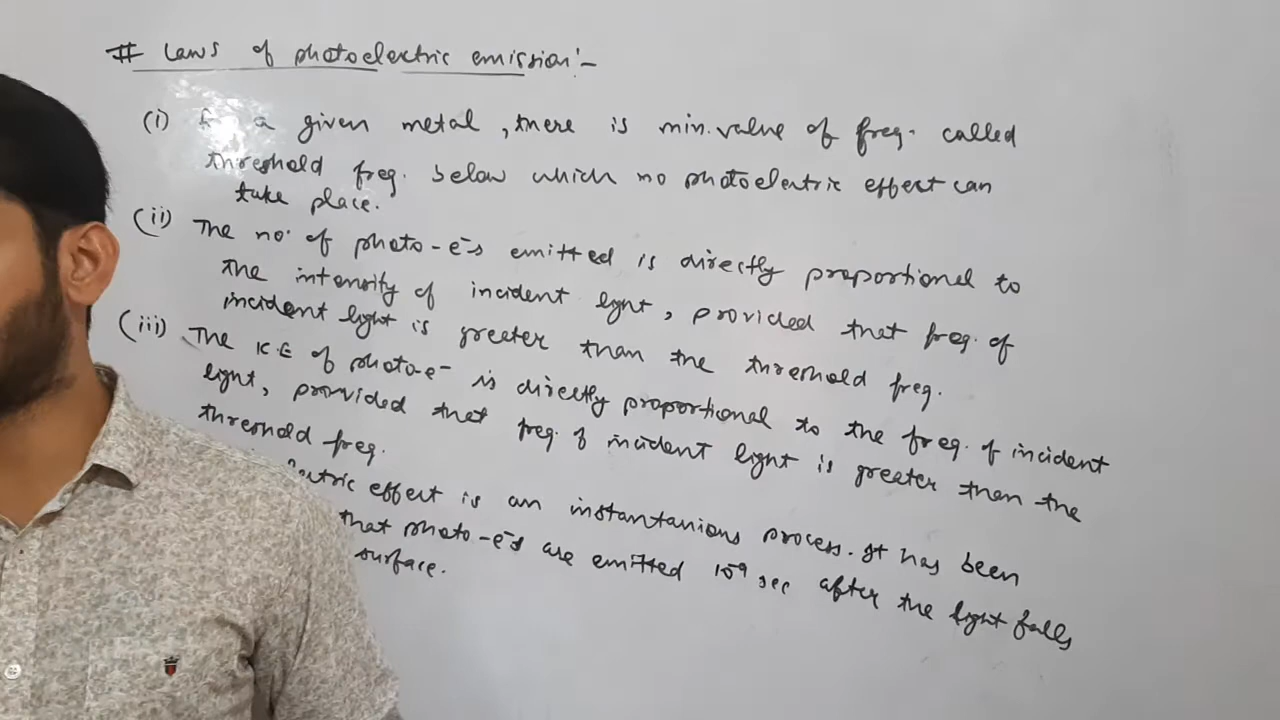 # Laws of photoelectric emission:-
(i) a given metal, there is min. value of freq. called
threshold freq. below which no photoelectric effect can
take place.
(ii) The no. of photo-e⁻s emitted is directly proportional to
the intensity of incident light, provided that freq. of
incident light is greater than the threshold freq.
(iii) The K.E of photo-e⁻ is directly proportional to the freq. of incident
light, provided that freq. of incident light is greater than the
threshold freq.
effect is an instantanious process. It has been
that photo-e⁻s are emitted 10⁻⁹ sec after the light falls
surface.